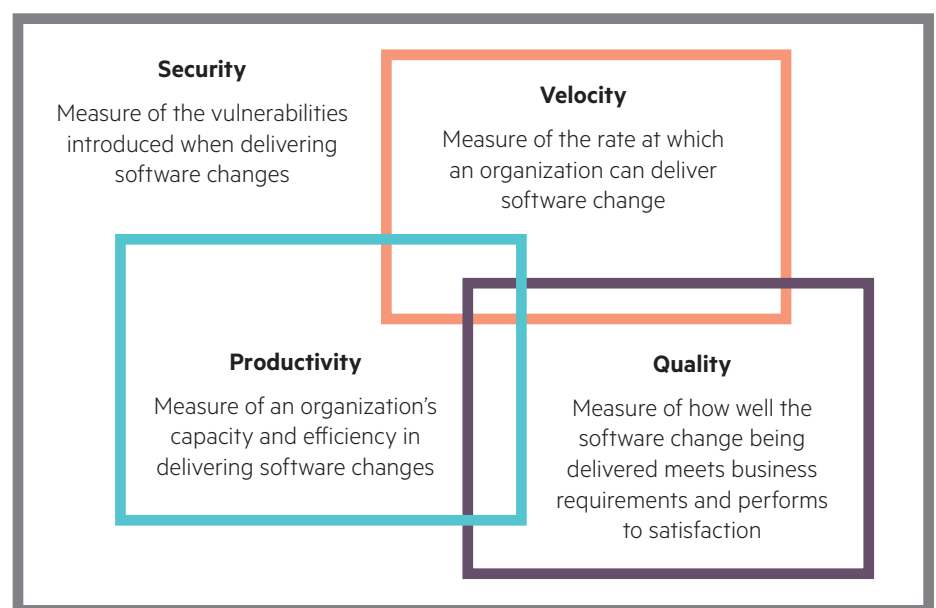 Security
Measure of the vulnerabilities
introduced when delivering
software changes
Velocity
Measure of the rate at which
an organization can deliver
software change
Productivity
Measure of an organization’s
capacity and efficiency in
delivering software changes
Quality
Measure of how well the
software change being
delivered meets business
requirements and performs
to satisfaction